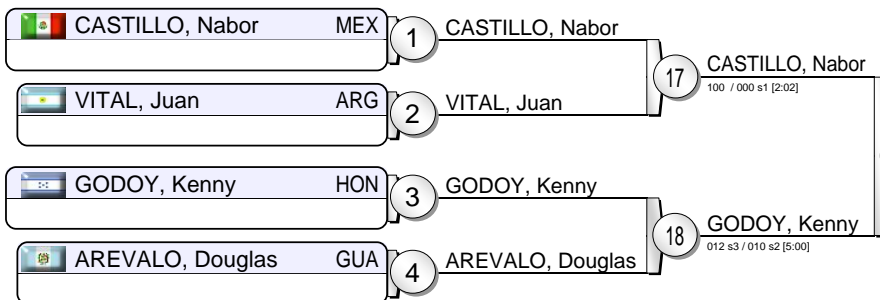 CASTILLO, Nabor MEX 1 CASTILLO, Nabor
17 CASTILLO, Nabor
100 / 000 s1 [2:02]
VITAL, Juan ARG 2 VITAL, Juan
GODOY, Kenny HON 3 GODOY, Kenny
18 GODOY, Kenny
012 s3 / 010 s2 [5:00]
AREVALO, Douglas GUA 4 AREVALO, Douglas